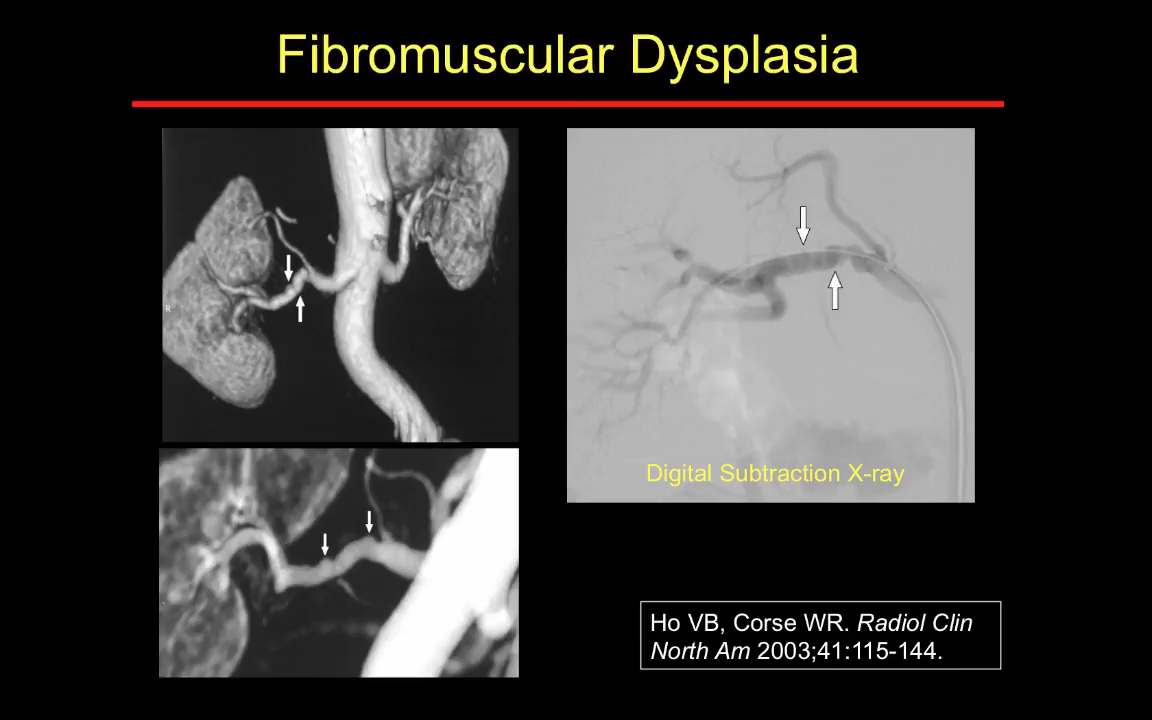 Fibromuscular Dysplasia
R
Digital Subtraction X-ray
Ho VB, Corse WR. Radiol Clin
North Am 2003;41:115-144.